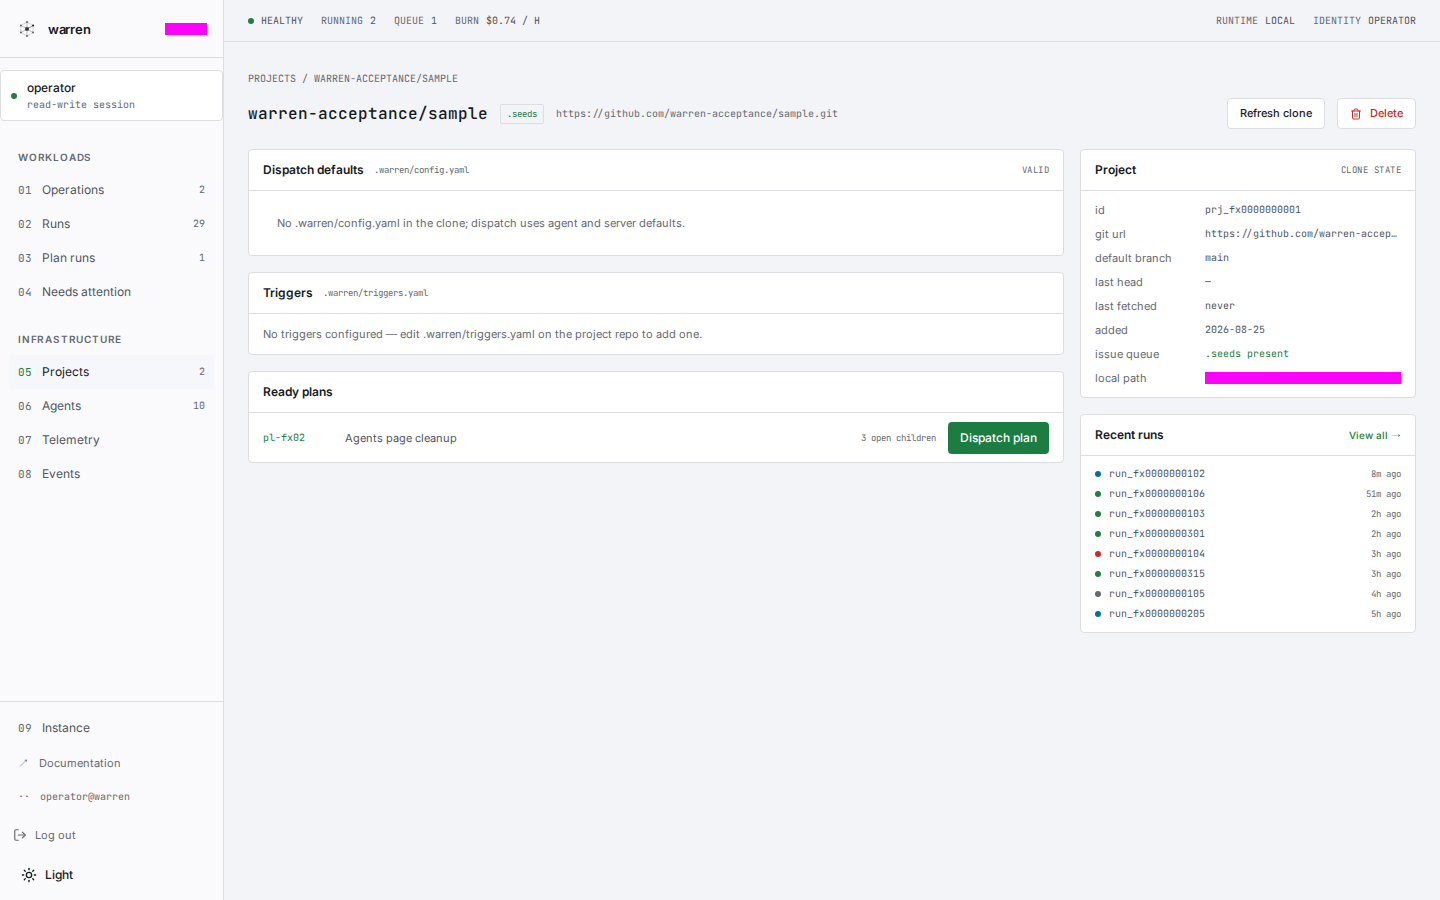 warren
operator
read-write session
WORKLOADS
01 Operations 2
02 Runs 29
03 Plan runs 1
04 Needs attention
INFRASTRUCTURE
05 Projects 2
06 Agents 10
07 Telemetry
08 Events
09 Instance
Documentation
operator@warren
Log out
Light
HEALTHY RUNNING 2 QUEUE 1 BURN $0.74 / H
RUNTIME LOCAL IDENTITY OPERATOR
PROJECTS / WARREN-ACCEPTANCE/SAMPLE
warren-acceptance/sample .seeds https://github.com/warren-acceptance/sample.git
Refresh clone Delete
Dispatch defaults .warren/config.yaml VALID
No .warren/config.yaml in the clone; dispatch uses agent and server defaults.
Triggers .warren/triggers.yaml
No triggers configured — edit .warren/triggers.yaml on the project repo to add one.
Ready plans
pl-fx02 Agents page cleanup 3 open children Dispatch plan
Project CLONE STATE
id prj_fx0000000001
git url https://github.com/warren-accep…
default branch main
last head —
last fetched never
added 2026-08-25
issue queue .seeds present
local path
Recent runs View all →
run_fx0000000102 8m ago
run_fx0000000106 51m ago
run_fx0000000103 2h ago
run_fx0000000301 2h ago
run_fx0000000104 3h ago
run_fx0000000315 3h ago
run_fx0000000105 4h ago
run_fx0000000205 5h ago